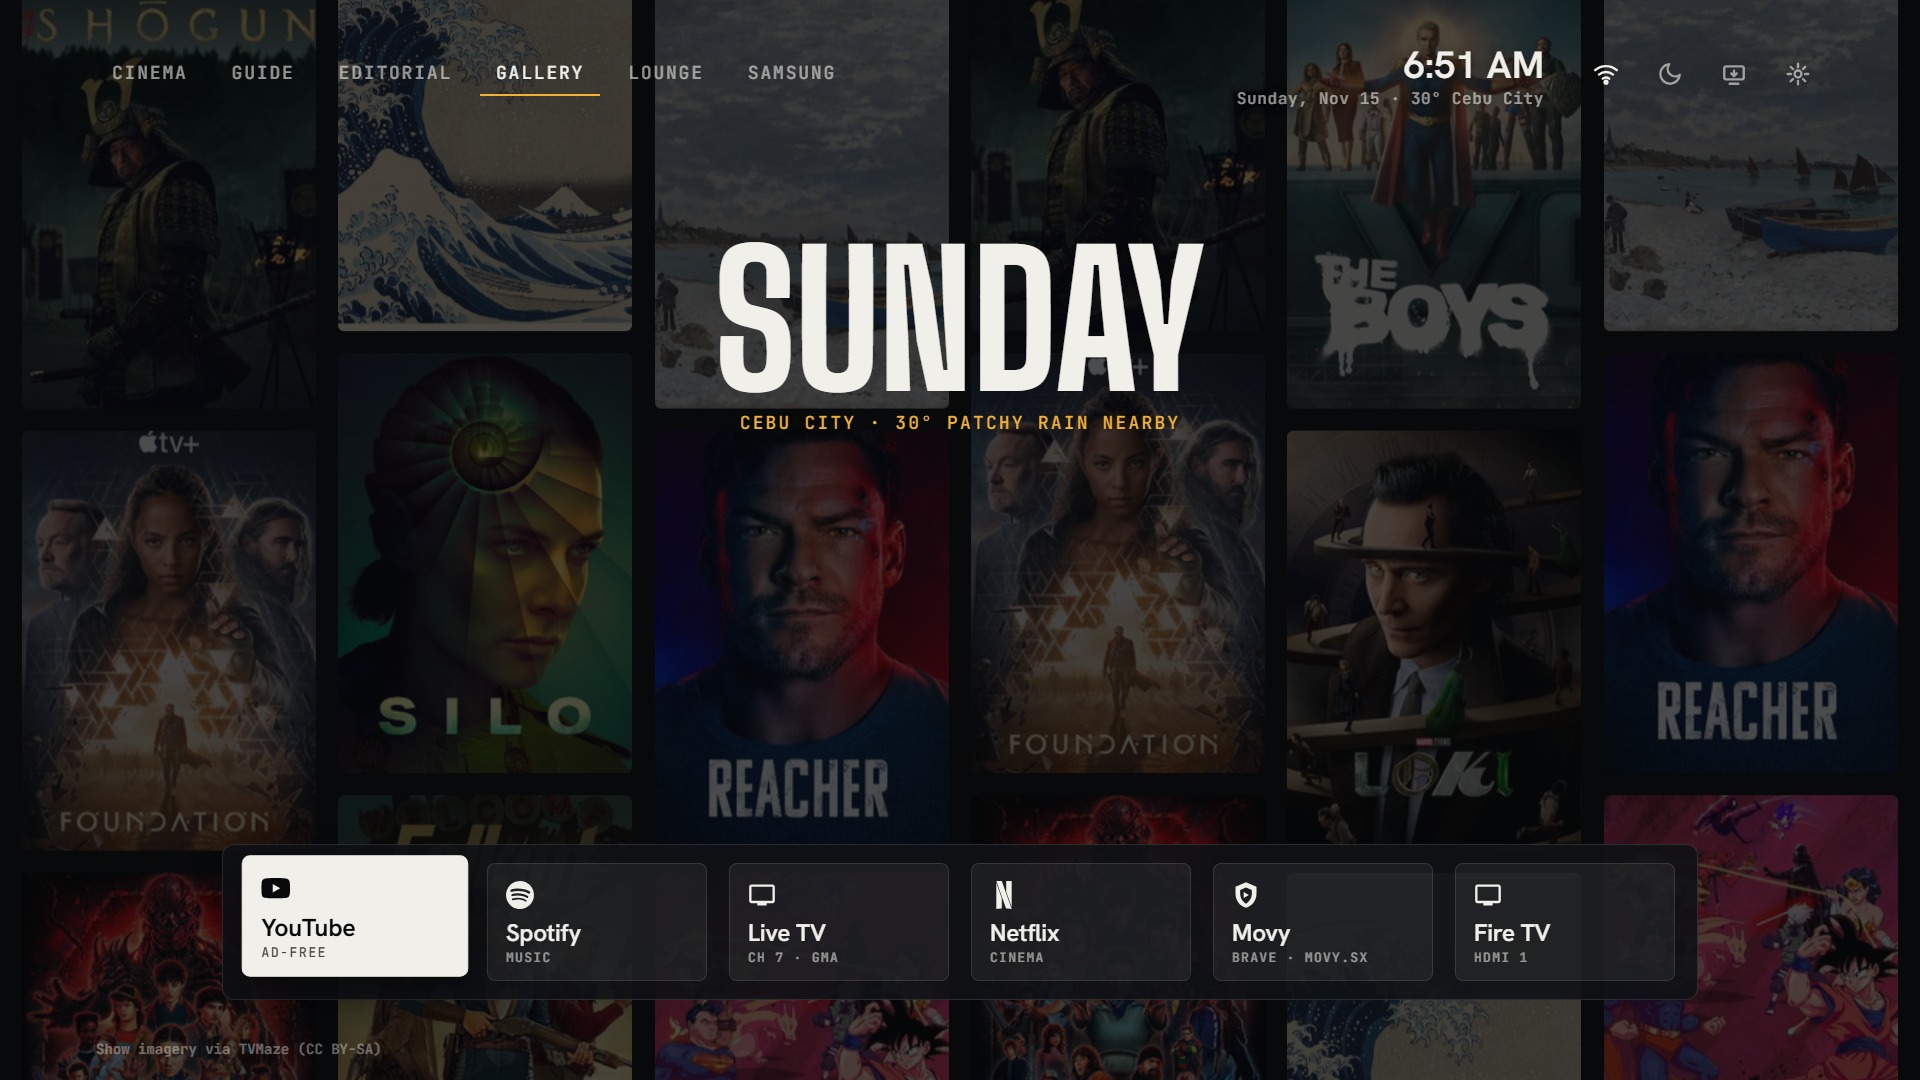 SHŌGUN
CINEMA GUIDE EDITORIAL GALLERY LOUNGE SAMSUNG
6:51 AM
Sunday, Nov 15 · 30° Cebu City
THE
BOYS
SUNDAY
CEBU CITY · 30° PATCHY RAIN NEARBY
tv+
SILO
REACHER
FOUNDATION
REACHER
FOUNDATION
MARVEL STUDIOS
LOKI
YouTube
AD-FREE
Spotify
MUSIC
Live TV
CH 7 · GMA
Netflix
CINEMA
Movy
BRAVE · MOVY.SX
Fire TV
HDMI 1
Show imagery via TVMaze (CC BY-SA)